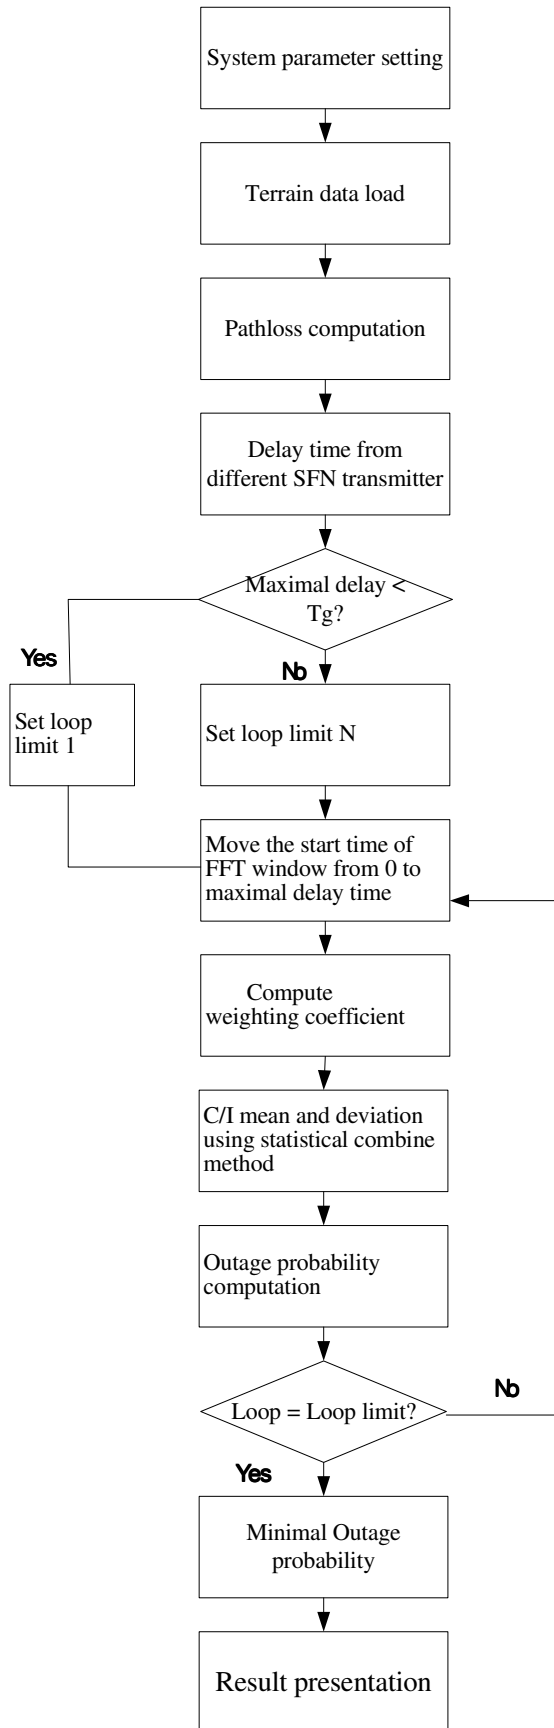 System parameter setting
Terrain data load
Pathloss computation
Delay time from
different SFN transmitter
Maximal delay <
Tg?
Yes
No
Set loop
limit 1
Set loop limit N
Move the start time of
FFT window from 0 to
maximal delay time
Compute
weighting coefficient
C/I mean and deviation
using statistical combine
method
Outage probability
computation
Loop = Loop limit?
No
Yes
Minimal Outage
probability
Result presentation